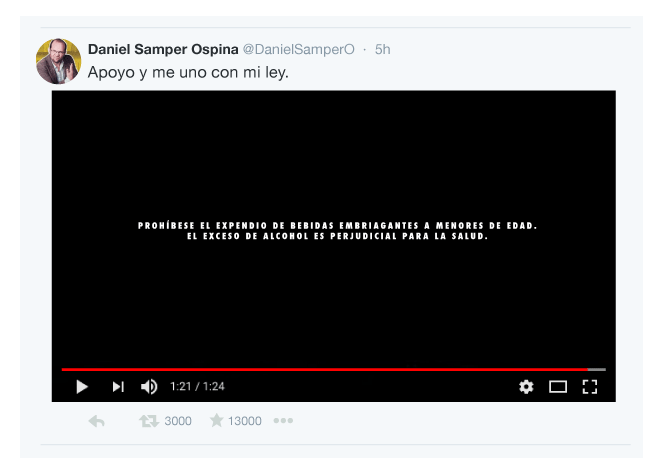 Daniel Samper Ospina @DanielSamperO · 5h
Apoyo y me uno con mi ley.
PROHÍBESE EL EXPENDIO DE BEBIDAS EMBRIAGANTES A MENORES DE EDAD.
EL EXCESO DE ALCOHOL ES PERJUDICIAL PARA LA SALUD.
1:21 / 1:24
3000 13000